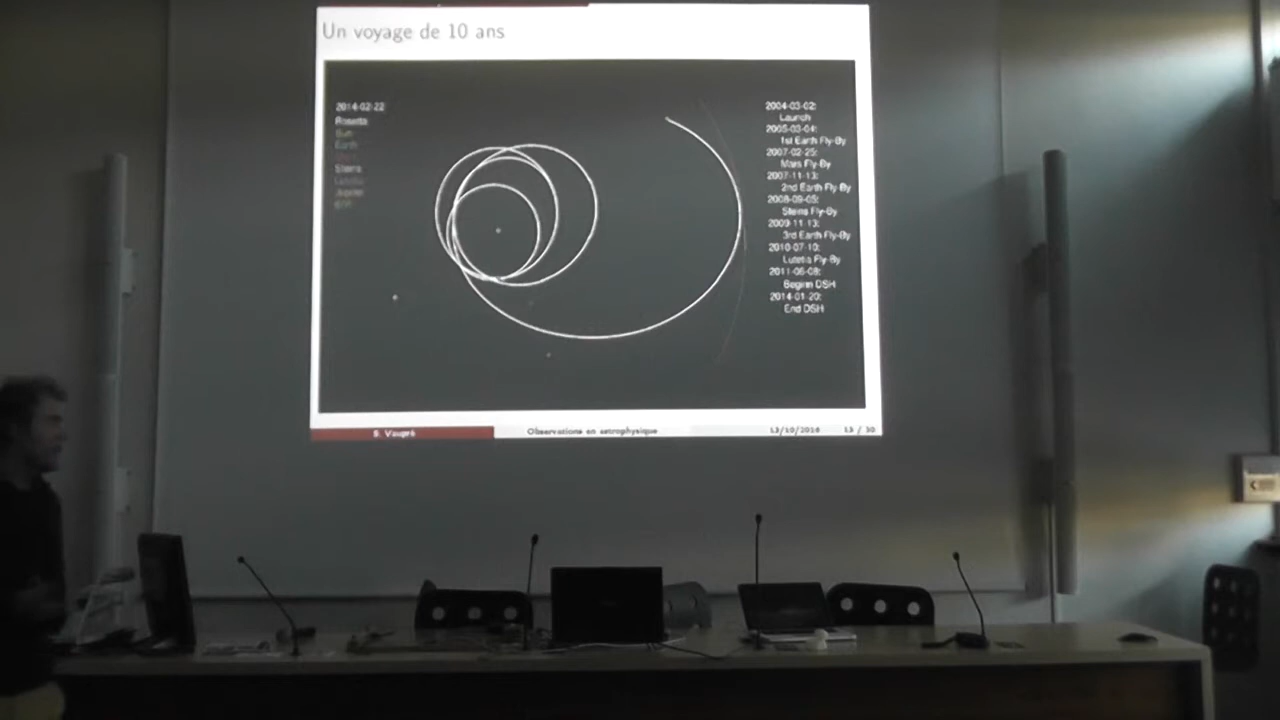 Un voyage de 10 ans
2014-02-22
Rosetta
Sun
Earth
Steins
Lutetia
Jupiter
2004-03-02:
Launch
2005-03-04:
1st Earth Fly-By
2007-02-25:
Mars Fly-By
2007-11-13:
2nd Earth Fly-By
2008-09-05:
Steins Fly-By
2009-11-13:
3rd Earth Fly-By
2010-07-10:
Lutetia Fly-By
2011-06-08:
Beginn DSH
2014-01-20:
End DSH
S. Vaupré
Observations en astrophysique
13/10/2016
13 / 30